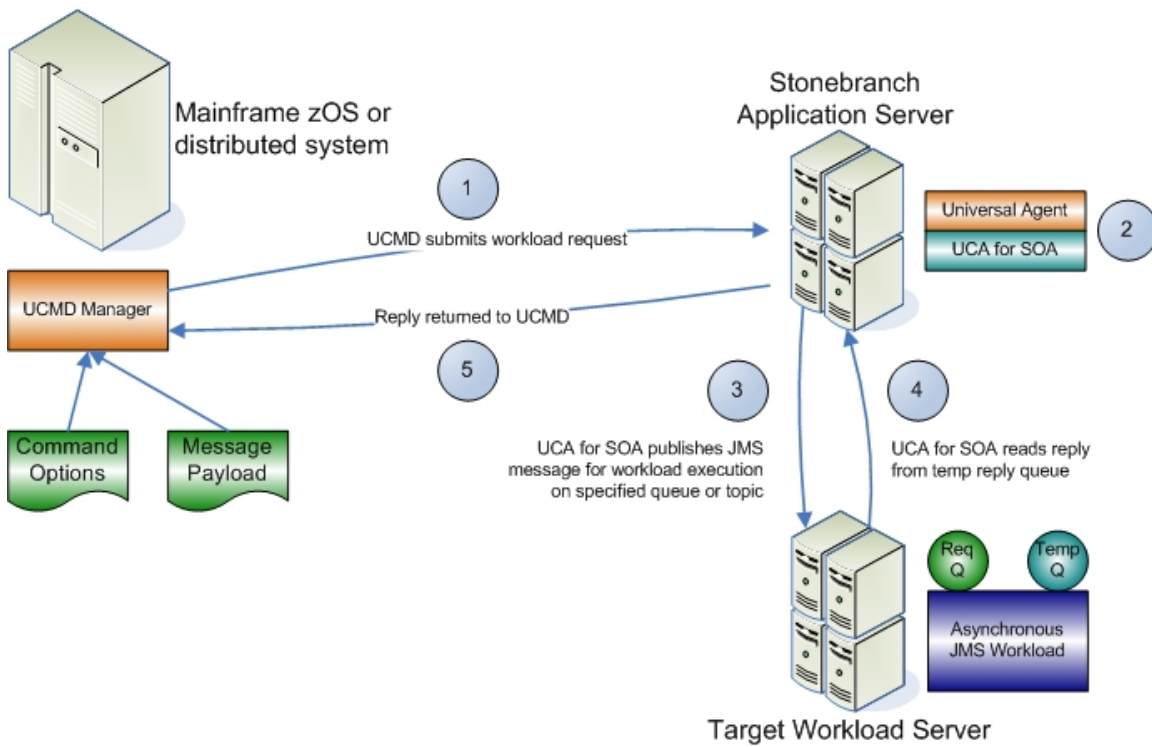 Mainframe zOS or
distributed system
Stonebranch
Application Server
1
UCMD submits workload request
Universal Agent
UCA for SOA
2
UCMD Manager
Reply returned to UCMD
5
3
4
Command
Options
Message
Payload
UCA for SOA publishes JMS
message for workload execution
on specified queue or topic
UCA for SOA reads reply
from temp reply queue
Req
Q
Temp
Q
Asynchronous
JMS Workload
Target Workload Server